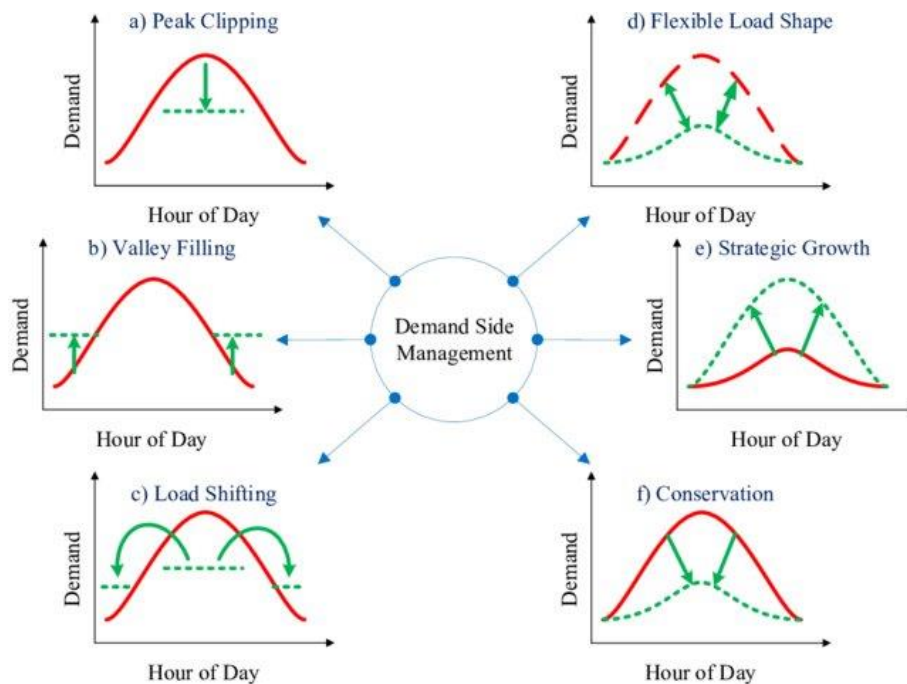 a) Peak Clipping
Demand
Hour of Day
b) Valley Filling
Demand
Hour of Day
c) Load Shifting
Demand
Hour of Day
Demand Side
Management
d) Flexible Load Shape
Demand
Hour of Day
e) Strategic Growth
Demand
Hour of Day
f) Conservation
Demand
Hour of Day